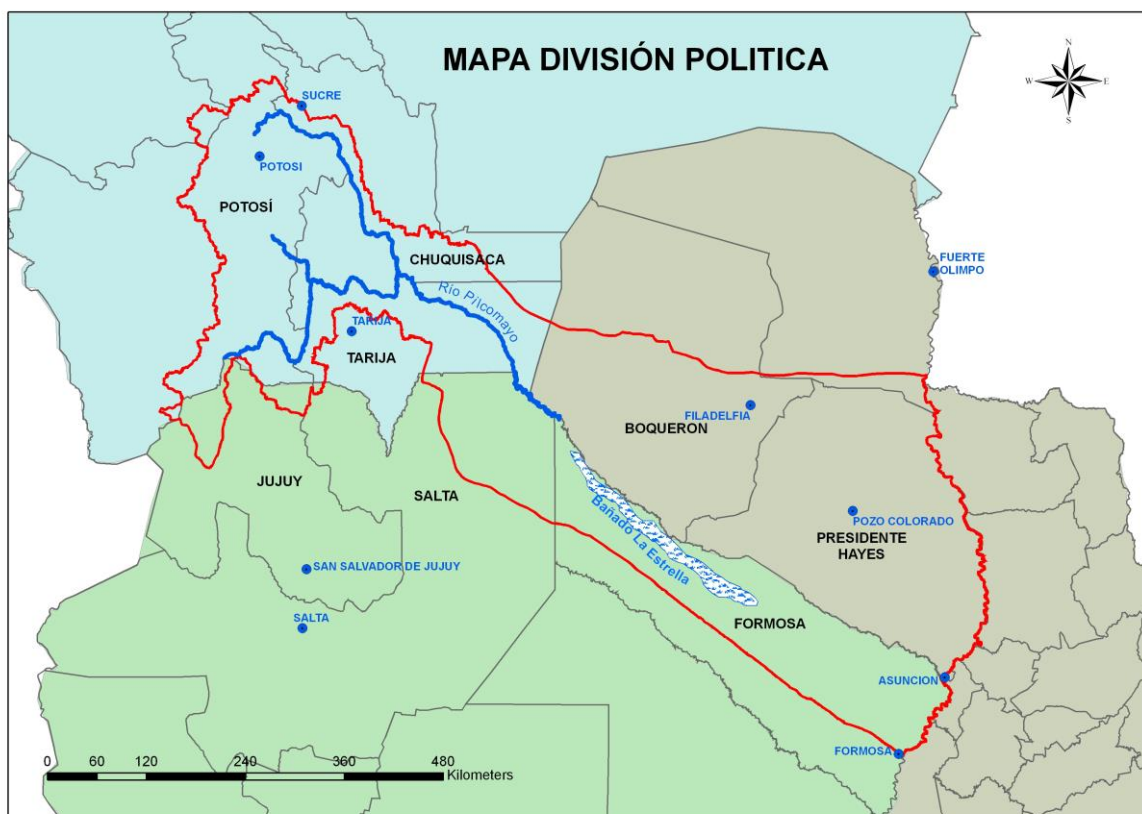 MAPA DIVISIÓN POLITICA
N
W E
S
SUCRE
POTOSI
POTOSÍ
CHUQUISACA
FUERTE
OLIMPO
Río Pilcomayo
TARIJA
TARIJA
FILADELFIA
BOQUERON
JUJUY
SALTA
Bañado La Estrella
POZO COLORADO
PRESIDENTE
HAYES
SAN SALVADOR DE JUJUY
SALTA
FORMOSA
ASUNCION
FORMOSA
0 60 120 240 360 480
Kilometers